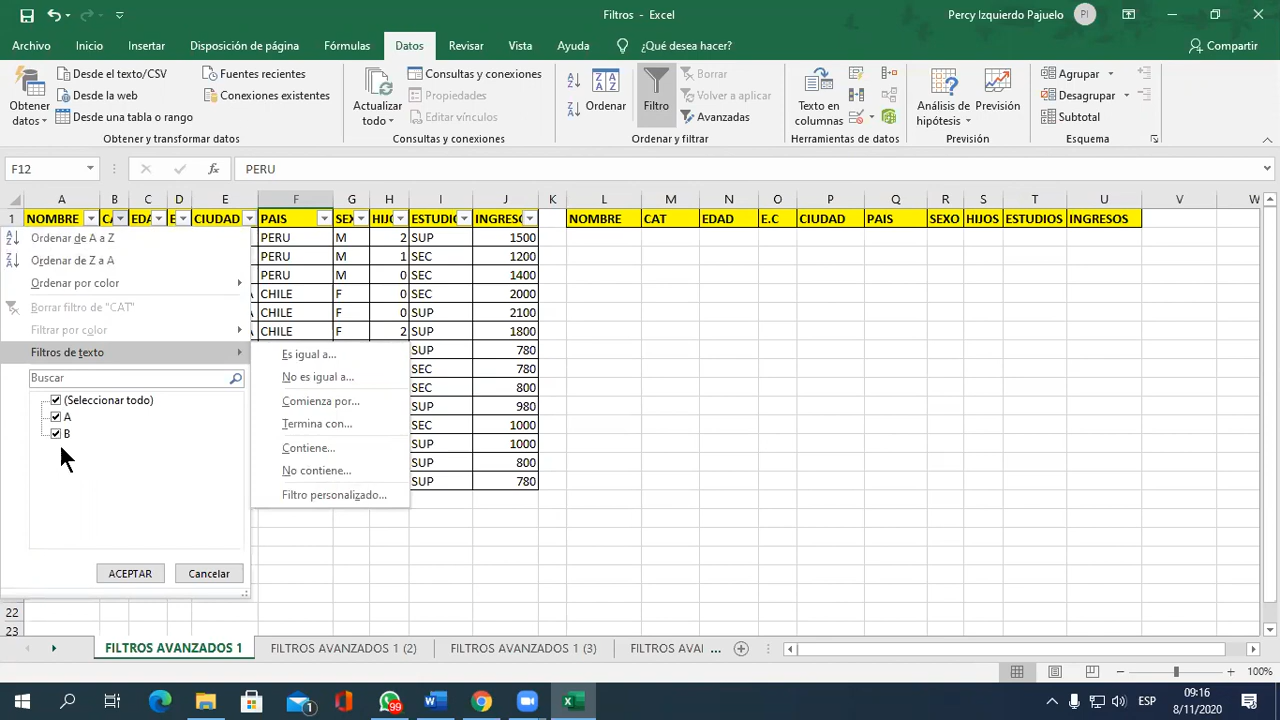 Filtros - Excel
Percy Izquierdo Pajuelo
PI
Archivo Inicio Insertar Disposición de página Fórmulas Datos Revisar Vista Ayuda ¿Qué desea hacer? Compartir
Obtener datos
Desde el texto/CSV
Desde la web
Desde una tabla o rango
Fuentes recientes
Conexiones existentes
Obtener y transformar datos
Actualizar todo
Consultas y conexiones
Propiedades
Editar vínculos
Consultas y conexiones
Ordenar
Filtro
Borrar
Volver a aplicar
Avanzadas
Ordenar y filtrar
Texto en columnas
Herramientas de datos
Análisis de hipótesis
Previsión
Previsión
Agrupar
Desagrupar
Subtotal
Esquema
F12 fx PERU
A B C D E F G H I J K L M N O P Q R S T U V W
1 NOMBRE CA EDA E CIUDAD PAIS SEX HIJO ESTUDIO INGRESO NOMBRE CAT EDAD E.C CIUDAD PAIS SEXO HIJOS ESTUDIOS INGRESOS
PERU M 2 SUP 1500
PERU M 1 SEC 1200
PERU M 0 SEC 1400
CHILE F 0 SEC 2000
CHILE F 0 SUP 2100
CHILE F 2 SUP 1800
SUP 780
SEC 780
SEC 800
SUP 980
SEC 1000
SUP 1000
SUP 800
SUP 780
Ordenar de A a Z
Ordenar de Z a A
Ordenar por color
Borrar filtro de "CAT"
Filtrar por color
Filtros de texto
Buscar
(Seleccionar todo)
A
B
ACEPTAR Cancelar
Es igual a...
No es igual a...
Comienza por...
Termina con...
Contiene...
No contiene...
Filtro personalizado...
22
23
FILTROS AVANZADOS 1 FILTROS AVANZADOS 1 (2) FILTROS AVANZADOS 1 (3) FILTROS AVAI ...
100%
99
1
ESP
09:16
8/11/2020